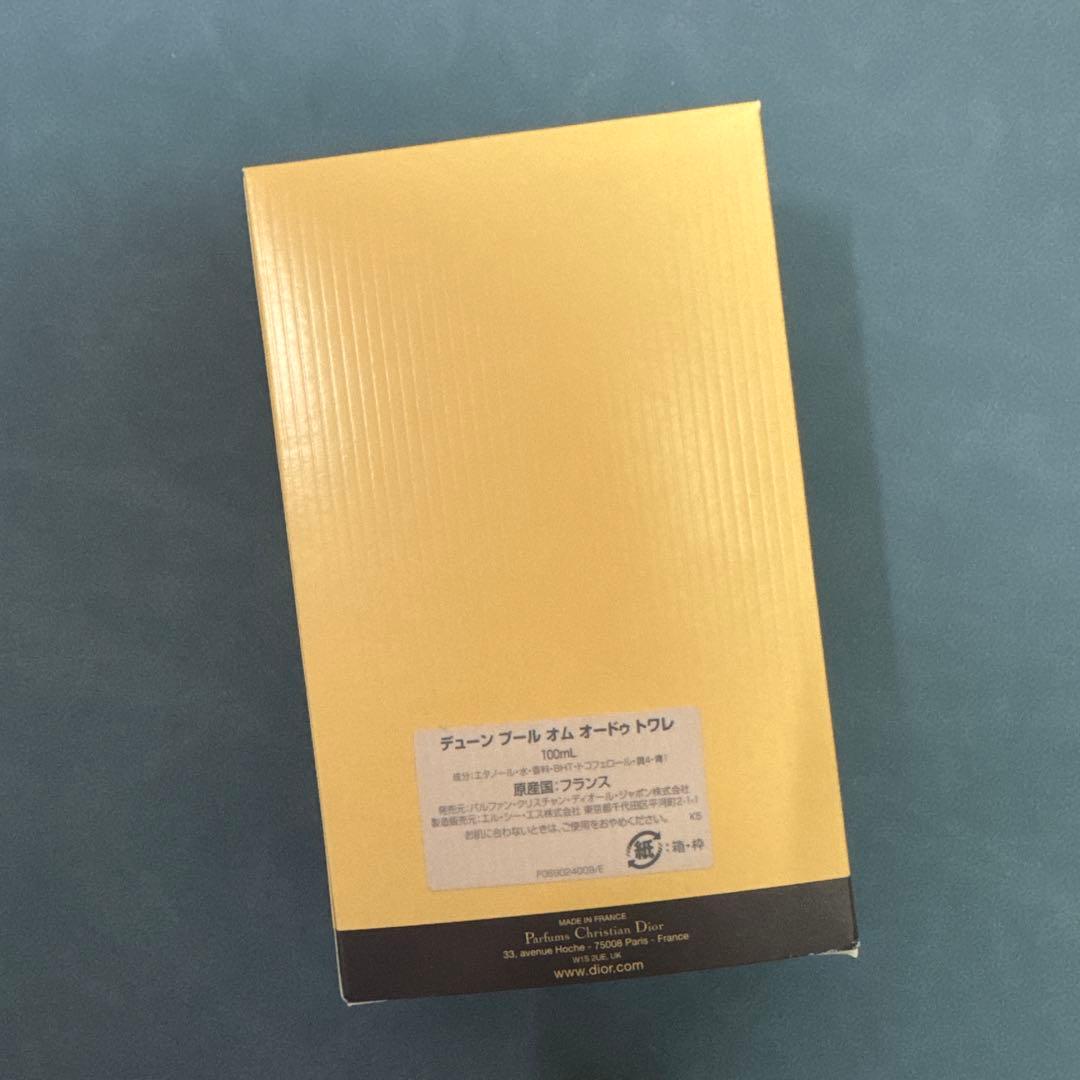 デューン プール オム オードゥ トワレ
100mL
成分:エタノール・水・香料・BHT・トコフェロール・黄4・青1
原産国:フランス
発売元:パルファン・クリスチャン・ディオール・ジャポン株式会社
製造販売元:エル・シー・エス株式会社 東京都千代田区平河町2-1-1
お肌に合わないときは、ご使用をおやめください。 K5
紙:箱・枠
F069024009/E
MADE IN FRANCE
Parfums Christian Dior
33, avenue Hoche - 75008 Paris - France
W1S 2UE, UK
www.dior.com